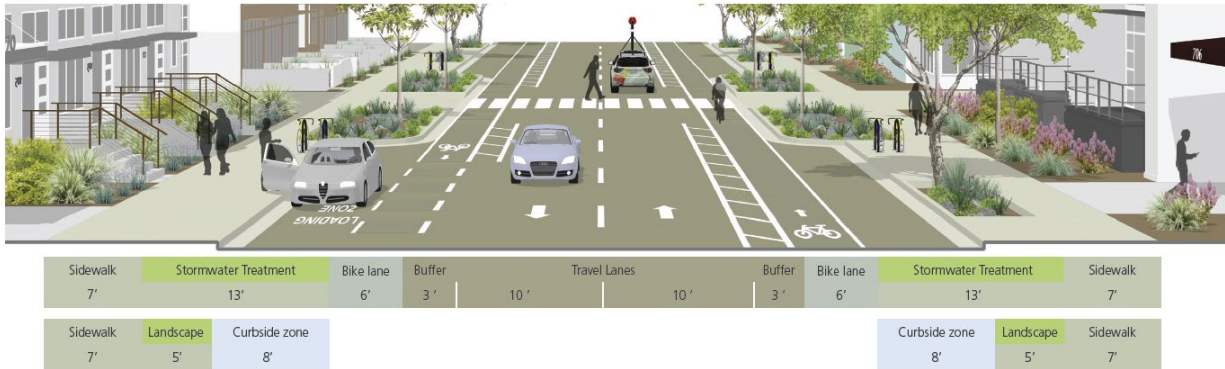 706
LOADING
ZONE
Sidewalk Stormwater Treatment Bike lane Buffer Travel Lanes Buffer Bike lane Stormwater Treatment Sidewalk
7’ 13’ 6’ 3 ’ 10 ’ 10 ’ 3 ’ 6’ 13’ 7’
Sidewalk Landscape Curbside zone Curbside zone Landscape Sidewalk
7’ 5’ 8’ 8’ 5’ 7’